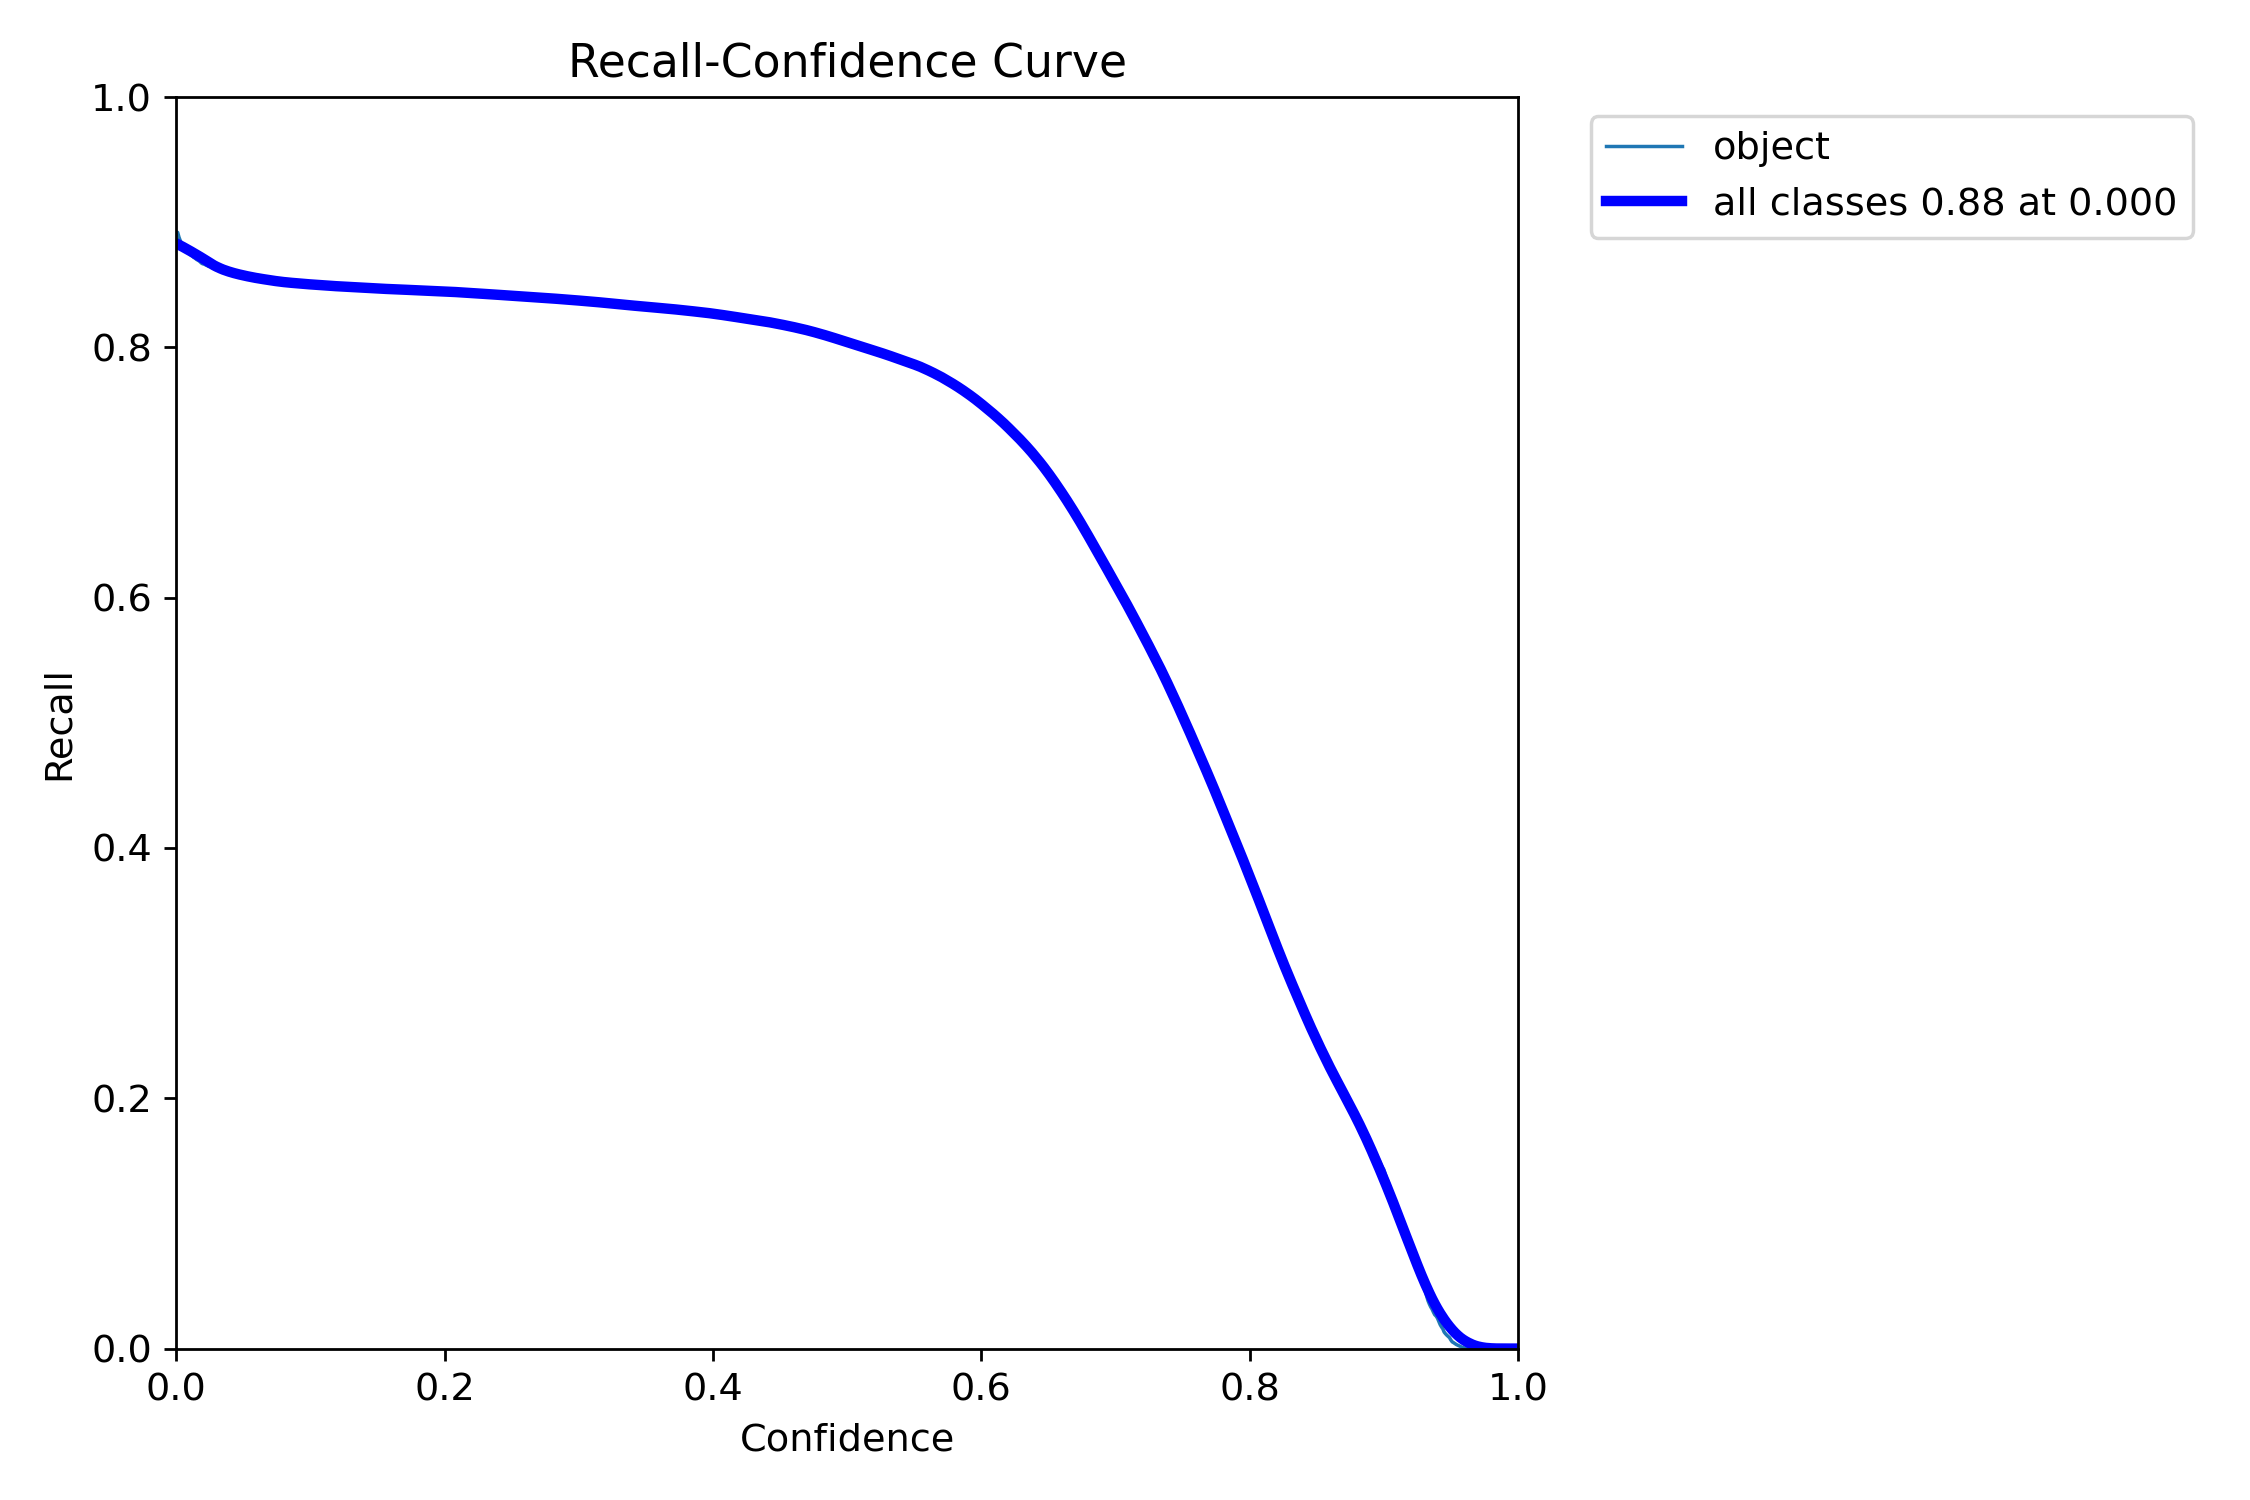 Recall-Confidence Curve
1.0
0.8
0.6
0.4
0.2
0.0
Recall
0.0 0.2 0.4 0.6 0.8 1.0
Confidence
object
all classes 0.88 at 0.000